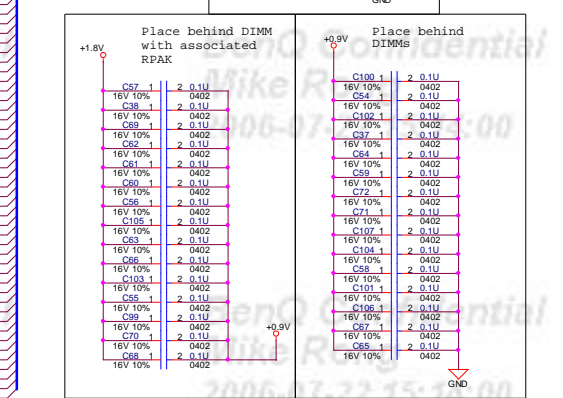 GND
Place behind DIMM
with associated
RPAK
+1.8V
C57 1 2 0.1U
16V 10% 0402
C38 1 2 0.1U
16V 10% 0402
C69 1 2 0.1U
16V 10% 0402
C62 1 2 0.1U
16V 10% 0402
C61 1 2 0.1U
16V 10% 0402
C60 1 2 0.1U
16V 10% 0402
C56 1 2 0.1U
16V 10% 0402
C105 1 2 0.1U
16V 10% 0402
C63 1 2 0.1U
16V 10% 0402
C66 1 2 0.1U
16V 10% 0402
C103 1 2 0.1U
16V 10% 0402
C55 1 2 0.1U
16V 10% 0402
C99 1 2 0.1U
16V 10% 0402
C70 1 2 0.1U
16V 10% 0402
C68 1 2 0.1U
16V 10% 0402
+0.9V
Place behind
DIMMs
+0.9V
C100 1 2 0.1U
16V 10% 0402
C54 1 2 0.1U
16V 10% 0402
C102 1 2 0.1U
16V 10% 0402
C37 1 2 0.1U
16V 10% 0402
C64 1 2 0.1U
16V 10% 0402
C59 1 2 0.1U
16V 10% 0402
C72 1 2 0.1U
16V 10% 0402
C71 1 2 0.1U
16V 10% 0402
C107 1 2 0.1U
16V 10% 0402
C104 1 2 0.1U
16V 10% 0402
C58 1 2 0.1U
16V 10% 0402
C101 1 2 0.1U
16V 10% 0402
C106 1 2 0.1U
16V 10% 0402
C67 1 2 0.1U
16V 10% 0402
C65 1 2 0.1U
16V 10% 0402
GND
BenQ Confidential
Mike
BenQ Confidential
Mike